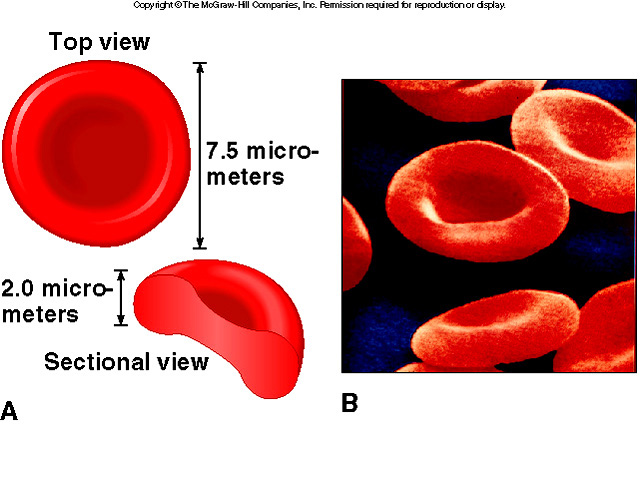 Copyright ©The McGraw-Hill Companies, Inc. Permission required for reproduction or display.
Top view
7.5 micro-
meters
2.0 micro-
meters
Sectional view
A
B